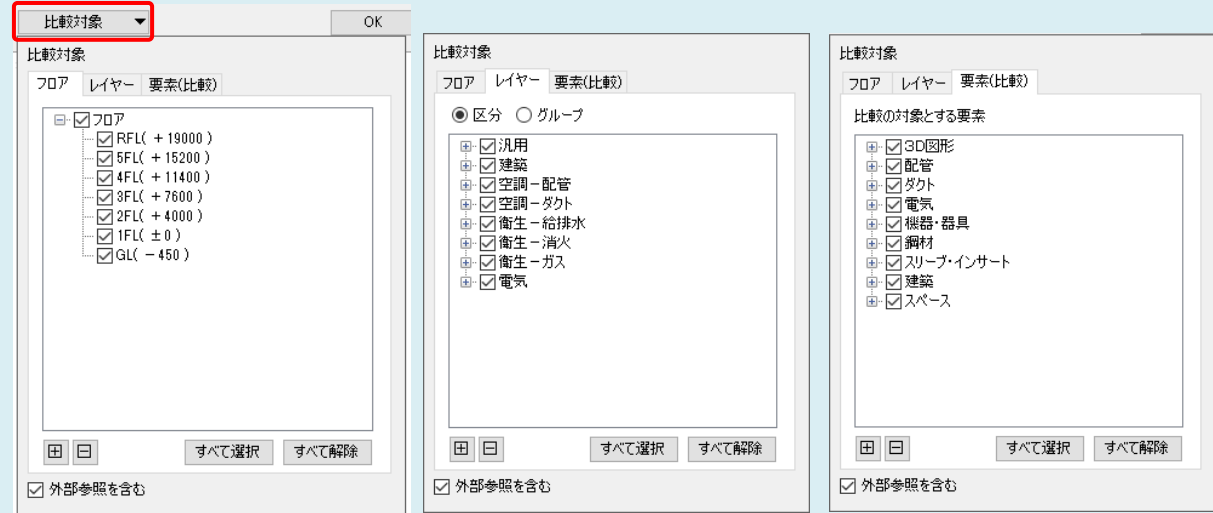 比較対象
OK
比較対象
フロア レイヤー 要素(比較)
フロア
RFL( + 19000 )
5FL( + 15200 )
4FL( + 11400 )
3FL( + 7600 )
2FL( + 4000 )
1FL( ±0 )
GL( － 450 )
すべて選択 すべて解除
外部参照を含む
比較対象
フロア レイヤー 要素(比較)
区分 グループ
汎用
建築
空調－配管
空調－ダクト
衛生－給排水
衛生－消火
衛生－ガス
電気
すべて選択 すべて解除
外部参照を含む
比較対象
フロア レイヤー 要素(比較)
比較の対象とする要素
3D図形
配管
ダクト
電気
機器・器具
鋼材
スリーブ・インサート
建築
スペース
すべて選択 すべて解除
外部参照を含む